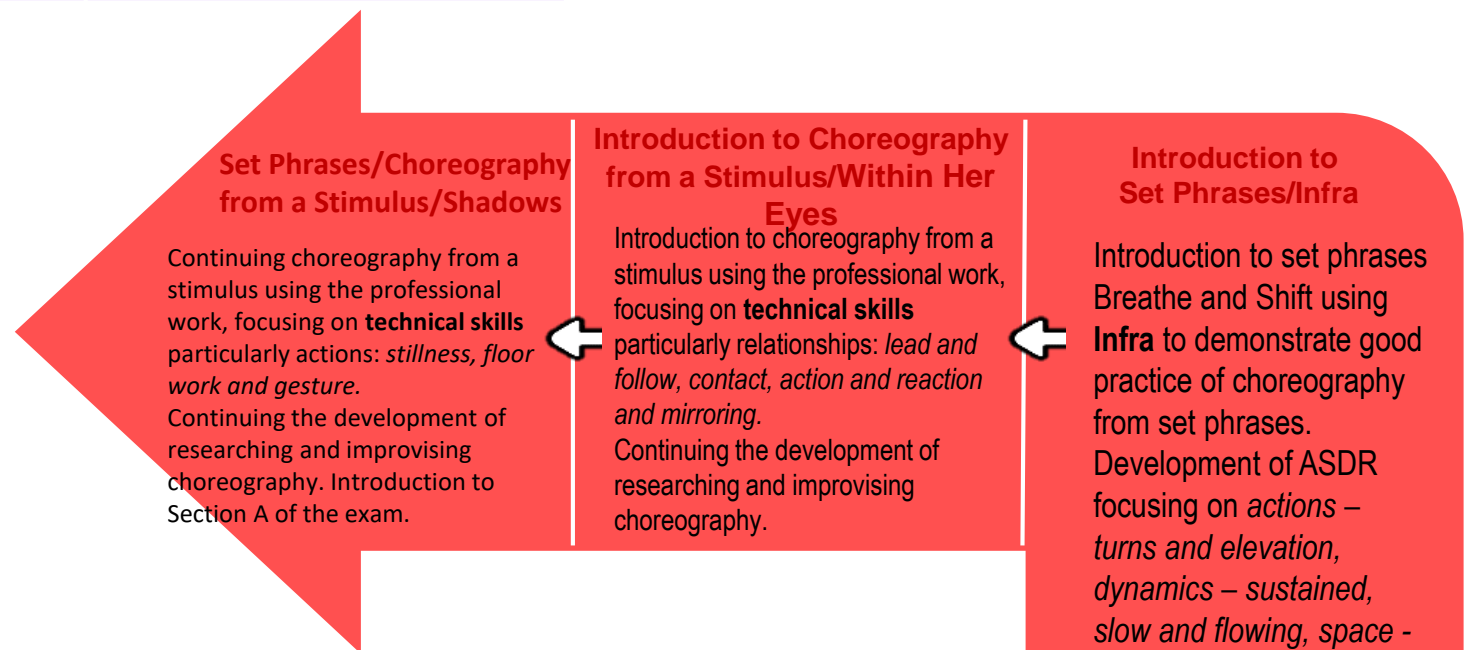 Set Phrases/Choreography
from a Stimulus/Shadows
Continuing choreography from a
stimulus using the professional
work, focusing on technical skills
particularly actions: stillness, floor
work and gesture.
Continuing the development of
researching and improvising
choreography. Introduction to
Section A of the exam.
Introduction to Choreography
from a Stimulus/Within Her
Eyes
Introduction to choreography from a
stimulus using the professional work,
focusing on technical skills
particularly relationships: lead and
follow, contact, action and reaction
and mirroring.
Continuing the development of
researching and improvising
choreography.
Introduction to
Set Phrases/Infra
Introduction to set phrases
Breathe and Shift using
Infra to demonstrate good
practice of choreography
from set phrases.
Development of ASDR
focusing on actions –
turns and elevation,
dynamics – sustained,
slow and flowing, space -